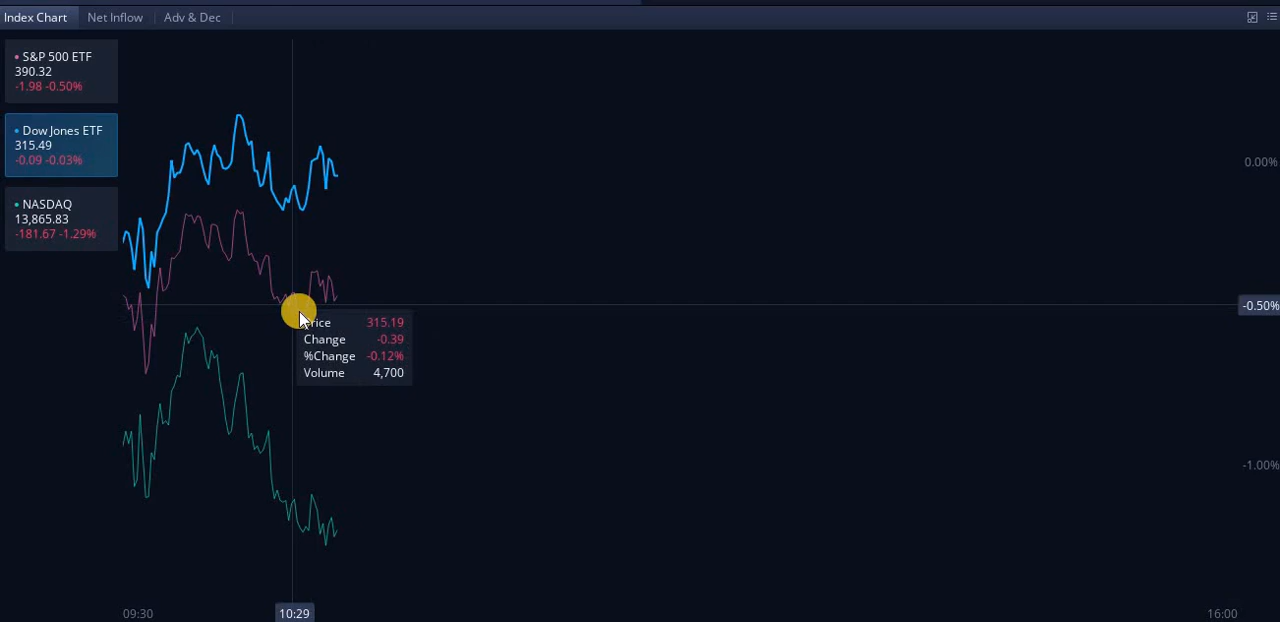 Index Chart Net Inflow Adv & Dec
S&P 500 ETF
390.32
-1.98 -0.50%
Dow Jones ETF
315.49
-0.09 -0.03%
NASDAQ
13,865.83
-181.67 -1.29%
0.00%
-0.50%
Price 315.19
Change -0.39
%Change -0.12%
Volume 4,700
-1.00%
09:30 10:29 16:00